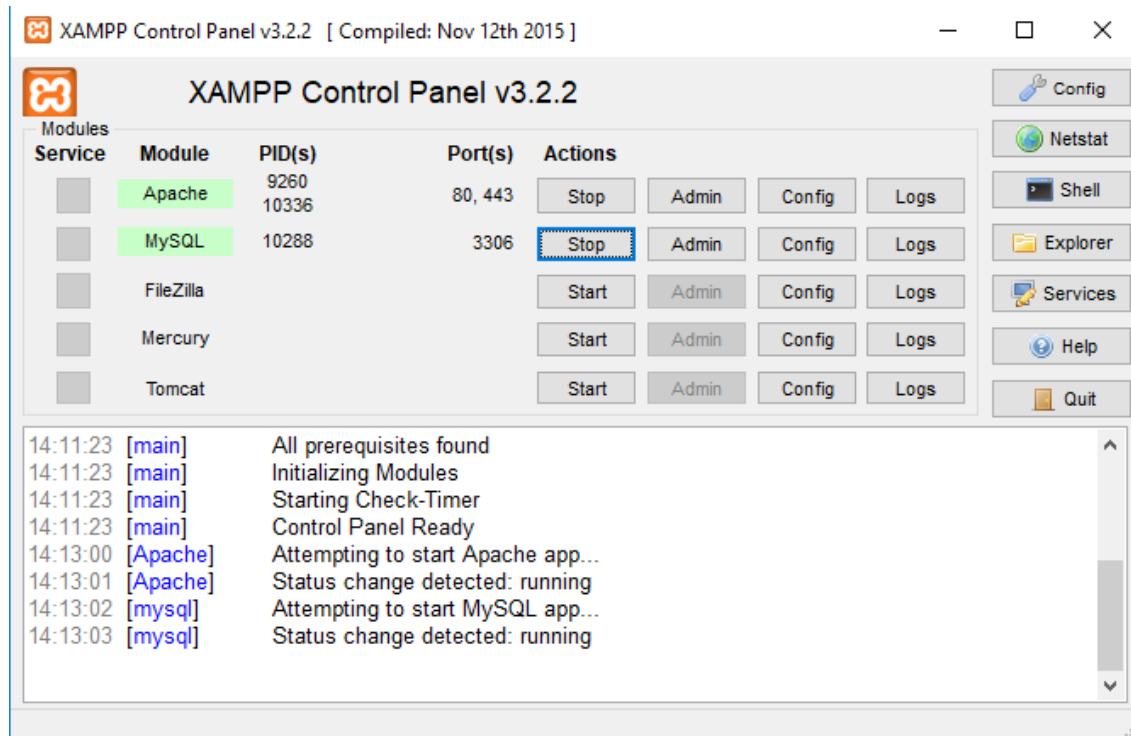 XAMPP Control Panel v3.2.2 [ Compiled: Nov 12th 2015 ]
XAMPP Control Panel v3.2.2
Config
Modules
Service Module PID(s) Port(s) Actions
Netstat
Apache 9260 10336 80, 443 Stop Admin Config Logs
Shell
MySQL 10288 3306 Stop Admin Config Logs
Explorer
FileZilla Start Admin Config Logs
Services
Mercury Start Admin Config Logs
Help
Tomcat Start Admin Config Logs
Quit
14:11:23 [main] All prerequisites found
14:11:23 [main] Initializing Modules
14:11:23 [main] Starting Check-Timer
14:11:23 [main] Control Panel Ready
14:13:00 [Apache] Attempting to start Apache app...
14:13:01 [Apache] Status change detected: running
14:13:02 [mysql] Attempting to start MySQL app...
14:13:03 [mysql] Status change detected: running